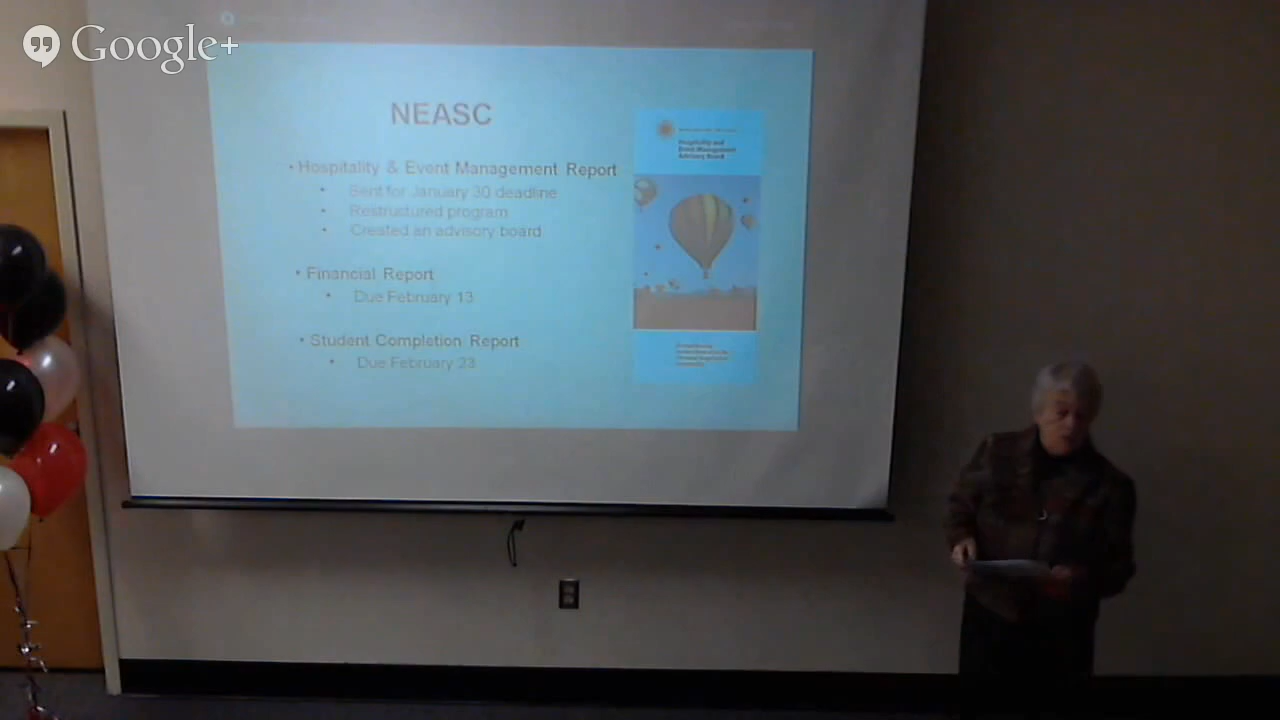 Google+
NEASC
• Hospitality & Event Management Report
• Sent for January 30 deadline
• Restructured program
• Created an advisory board
• Financial Report
• Due February 13
• Student Completion Report
• Due February 23
Hospitality and
Event Management
Advisory Board